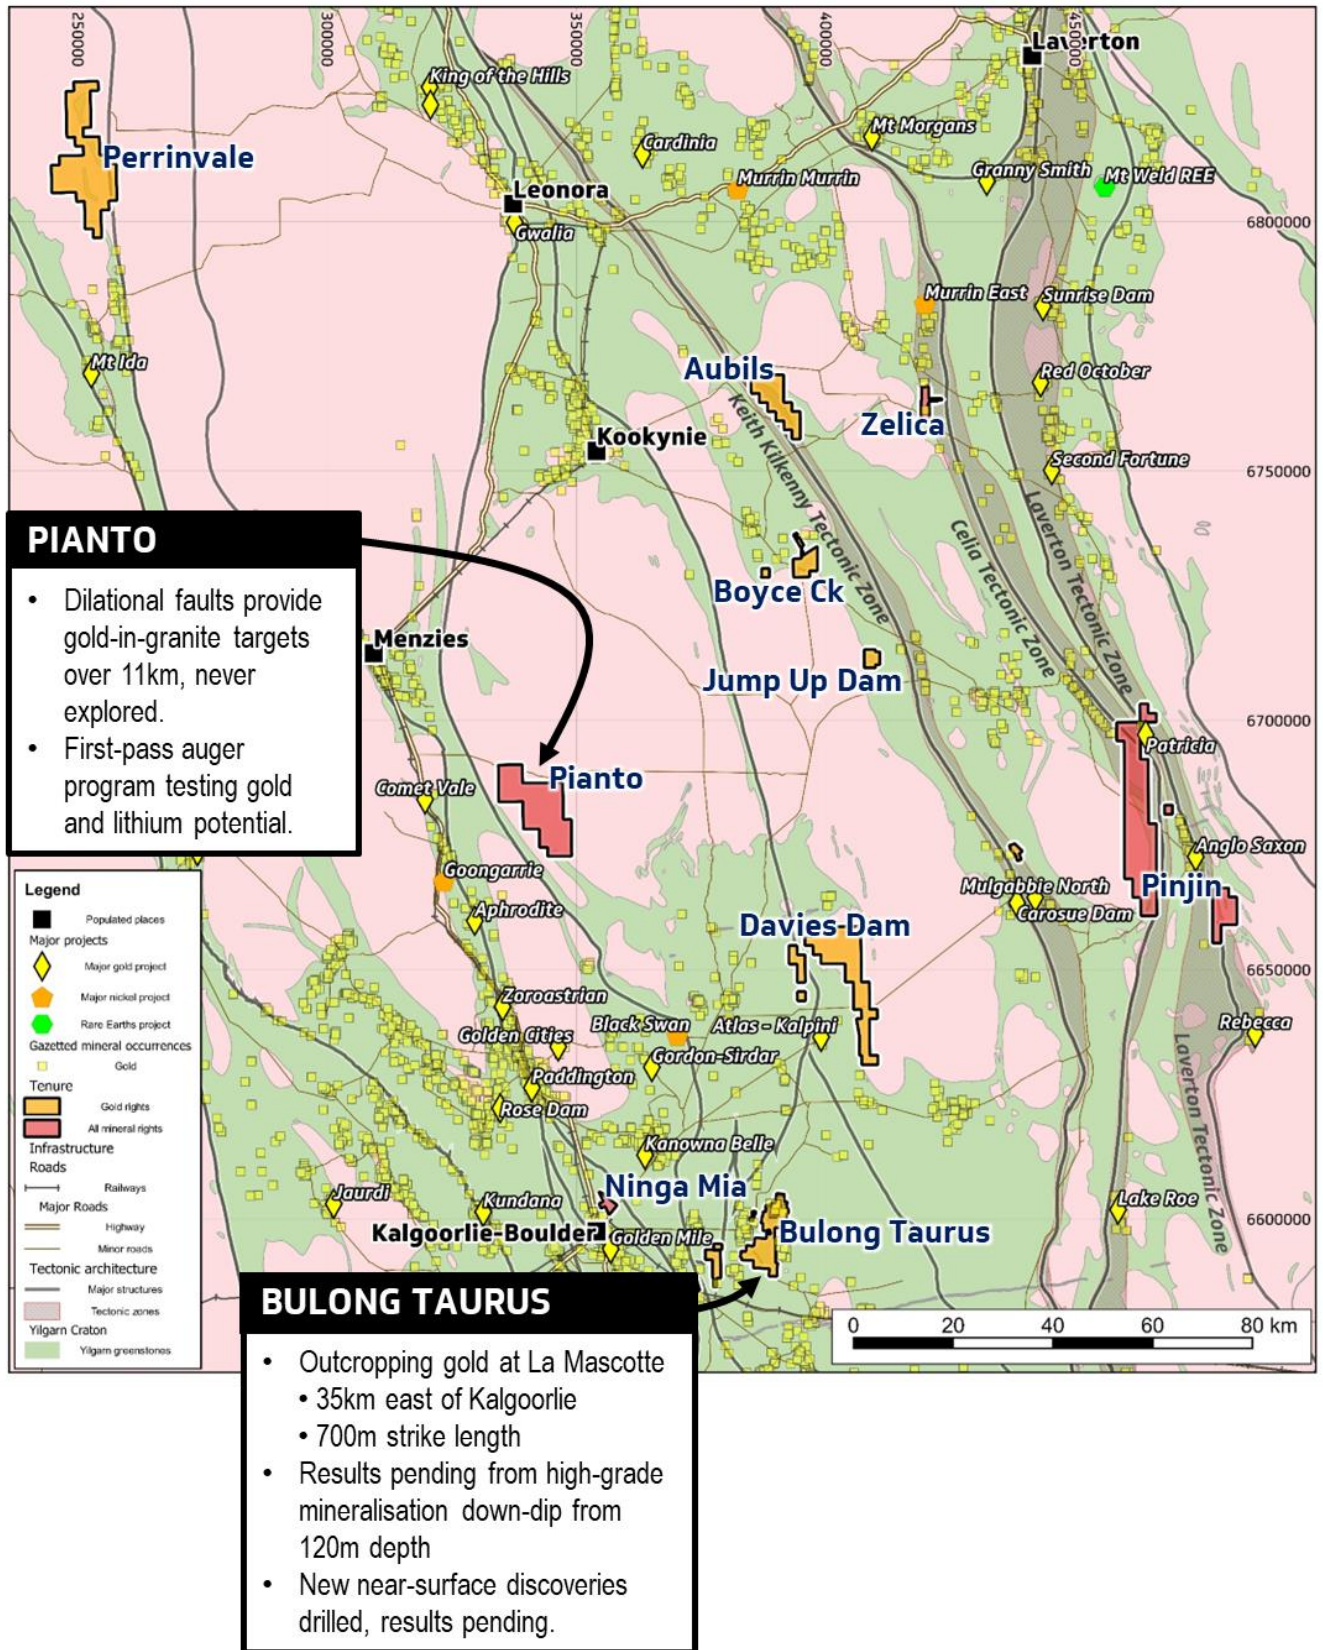 2500000
300000
350000
400000
450000
Laverton
King of the Hills
Mt Morgans
Cardinia
Perrinvale
Granny Smith
Mt Weld REE
Murrin Murrin
Leonora
6800000
Gwalia
Murrin East
Sunrise Dam
Mt Ida
Aubils
Red October
Zelica
Kookynie
Second Fortune
6750000
Keith Kilkenny Tectonic Zone
Celia Tectonic Zone
Laverton Tectonic Zone
PIANTO
• Dilational faults provide
gold-in-granite targets
over 11km, never
explored.
• First-pass auger
program testing gold
and lithium potential.
Boyce Ck
Menzies
Jump Up Dam
6700000
Patricia
Pianto
Comet Vale
Anglo Saxon
Goongarrie
Mulgabbie North
Pinjin
Aphrodite
Carosue Dam
Davies Dam
6650000
Zoroastrian
Golden Cities
Black Swan
Atlas - Kalpini
Rebecca
Gordon-Sirdar
Paddington
Rose Dam
Laverton Tectonic Zone
Kanowna Belle
Ninga Mia
Jaurdi
Kundana
Lake Roe
6600000
Kalgoorlie-Boulder
Golden Mile
Bulong Taurus
Legend
Populated places
Major projects
Major gold project
Major nickel project
Rare Earths project
Gazetted mineral occurrences
Gold
Tenure
Gold rights
All mineral rights
Infrastructure
Roads
Railways
Major Roads
Highway
Minor roads
Tectonic architecture
Major structures
Tectonic zones
Yilgarn Craton
Yilgarn greenstones
0 20 40 60 80 km
BULONG TAURUS
• Outcropping gold at La Mascotte
• 35km east of Kalgoorlie
• 700m strike length
• Results pending from high-grade
mineralisation down-dip from
120m depth
• New near-surface discoveries
drilled, results pending.